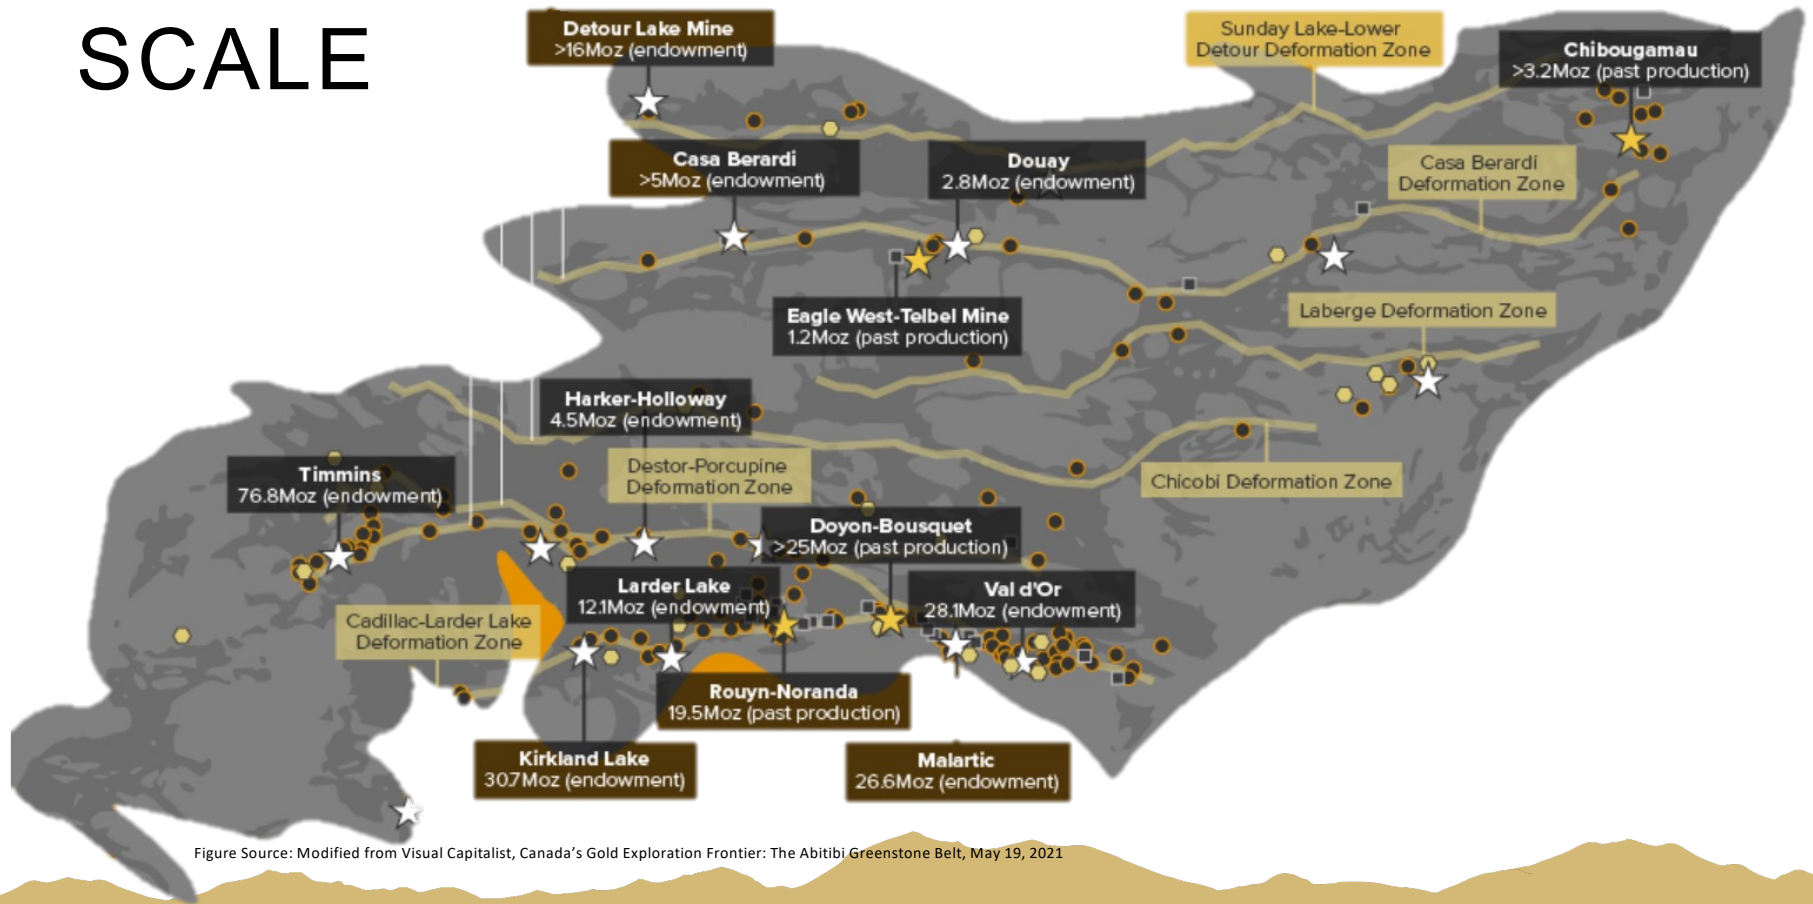 SCALE
Detour Lake Mine
>16Moz (endowment)
Sunday Lake-Lower
Detour Deformation Zone
Chibougamau
>3.2Moz (past production)
Casa Berardi
>5Moz (endowment)
Douay
2.8Moz (endowment)
Casa Berardi
Deformation Zone
Eagle West-Telbel Mine
1.2Moz (past production)
Laberge Deformation Zone
Harker-Holloway
4.5Moz (endowment)
Timmins
76.8Moz (endowment)
Destor-Porcupine
Deformation Zone
Chicobi Deformation Zone
Doyon-Bousquet
>25Moz (past production)
Larder Lake
12.1Moz (endowment)
Val d'Or
28.1Moz (endowment)
Cadillac-Larder Lake
Deformation Zone
Rouyn-Noranda
19.5Moz (past production)
Kirkland Lake
30.7Moz (endowment)
Malartic
26.6Moz (endowment)
Figure Source: Modified from Visual Capitalist, Canada’s Gold Exploration Frontier: The Abitibi Greenstone Belt, May 19, 2021